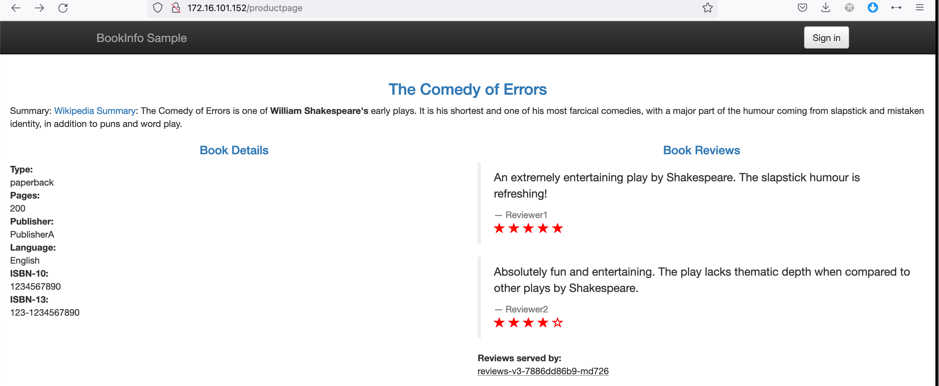 172.16.101.152/productpage
BookInfo Sample
Sign in
The Comedy of Errors
Summary: Wikipedia Summary: The Comedy of Errors is one of William Shakespeare's early plays. It is his shortest and one of his most farcical comedies, with a major part of the humour coming from slapstick and mistaken
identity, in addition to puns and word play.
Book Details
Type:
paperback
Pages:
200
Publisher:
PublisherA
Language:
English
ISBN-10:
1234567890
ISBN-13:
123-1234567890
Book Reviews
An extremely entertaining play by Shakespeare. The slapstick humour is
refreshing!
— Reviewer1
Absolutely fun and entertaining. The play lacks thematic depth when compared to
other plays by Shakespeare.
— Reviewer2
Reviews served by:
reviews-v3-7886dd86b9-md726